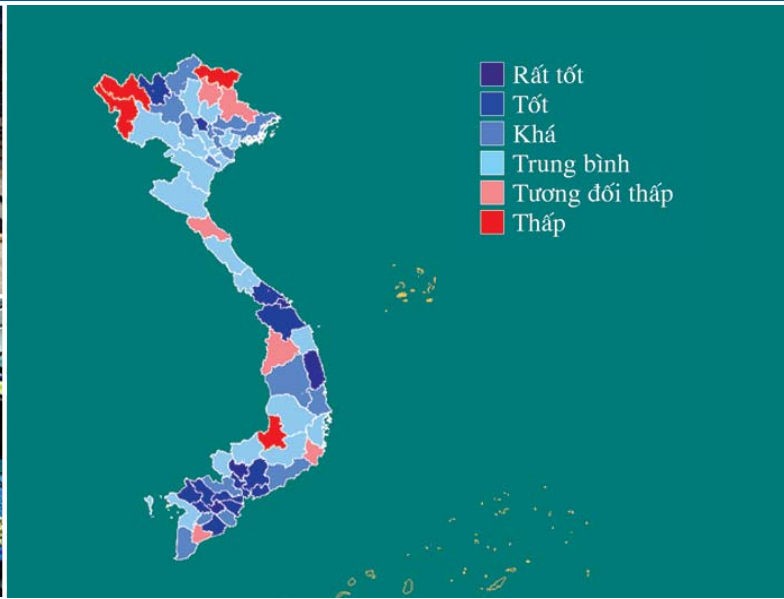 Rất tốt
Tốt
Khá
Trung bình
Tương đối thấp
Thấp